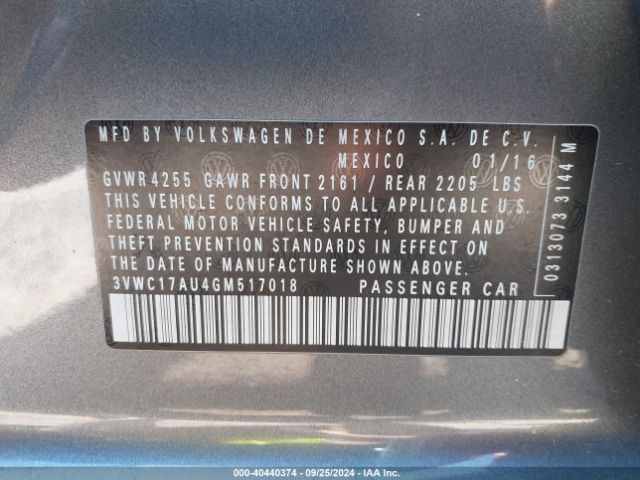 MFD BY VOLKSWAGEN DE MEXICO S.A. DE C.V.
MEXICO 01/16
GVWR 4255 GAWR FRONT 2161 / REAR 2205 LBS
THIS VEHICLE CONFORMS TO ALL APPLICABLE U.S.
FEDERAL MOTOR VEHICLE SAFETY, BUMPER AND
THEFT PREVENTION STANDARDS IN EFFECT ON
THE DATE OF MANUFACTURE SHOWN ABOVE.
3VWC17AU4GM517018 PASSENGER CAR
0313073 3144 M
000-40440374 - 09/25/2024 - IAA Inc.